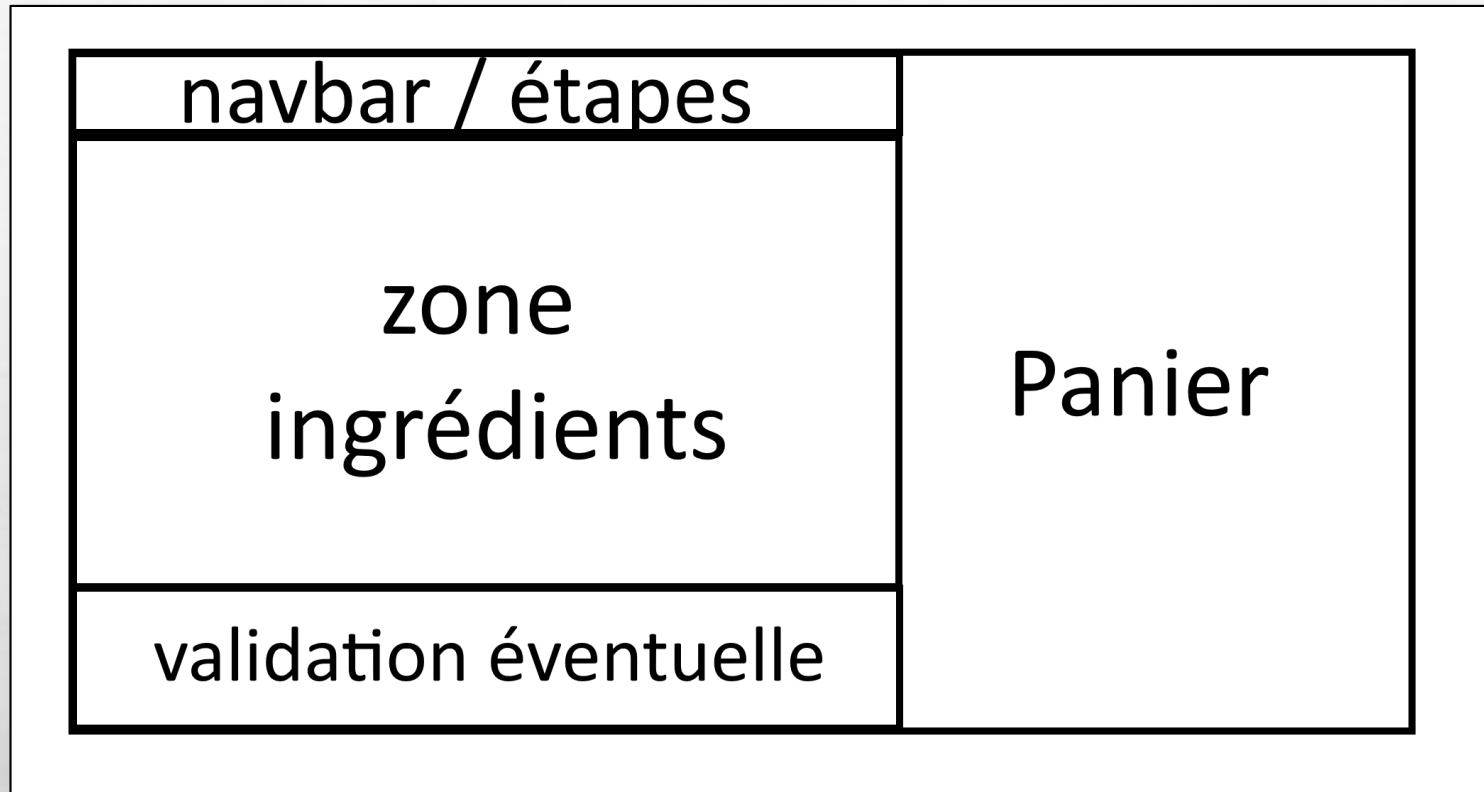 navbar / étapes
zone
ingrédients
Panier
validation éventuelle